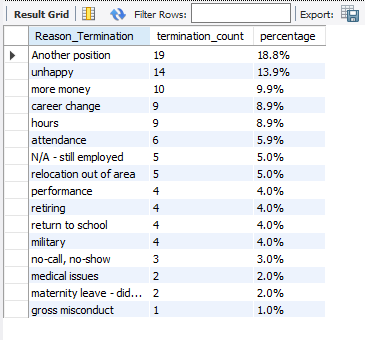 Result Grid Filter Rows: Export:
Reason_Termination termination_count percentage
Another position 19 18.8%
unhappy 14 13.9%
more money 10 9.9%
career change 9 8.9%
hours 9 8.9%
attendance 6 5.9%
N/A - still employed 5 5.0%
relocation out of area 5 5.0%
performance 4 4.0%
retiring 4 4.0%
return to school 4 4.0%
military 4 4.0%
no-call, no-show 3 3.0%
medical issues 2 2.0%
maternity leave - did... 2 2.0%
gross misconduct 1 1.0%